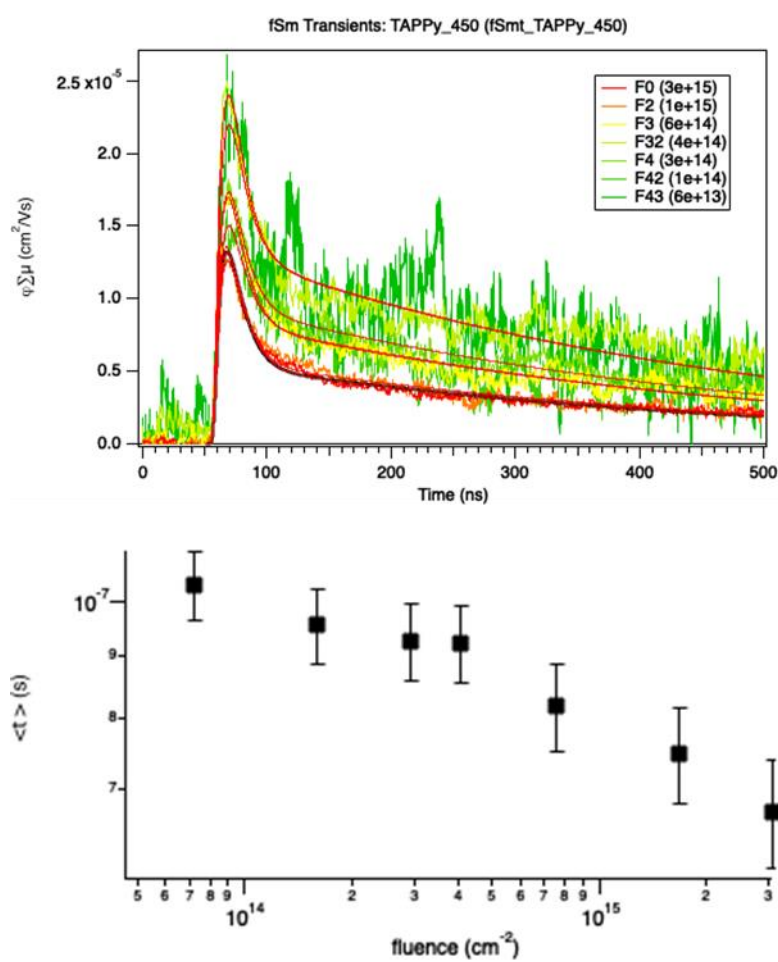 fSm Transients: TAPPy_450 (fSmt_TAPPy_450)
2.5 x10⁻⁵
2.0
1.5
1.0
0.5
0.0
φ∑μ (cm²/Vs)
F0 (3e+15)
F2 (1e+15)
F3 (6e+14)
F32 (4e+14)
F4 (3e+14)
F42 (1e+14)
F43 (6e+13)
0 100 200 300 400 500
Time (ns)
10⁻⁷
9
8
7
<t> (s)
5 6 7 8 9 2 3 4 5 6 7 8 9 2 3
10¹⁴ 10¹⁵
fluence (cm⁻²)